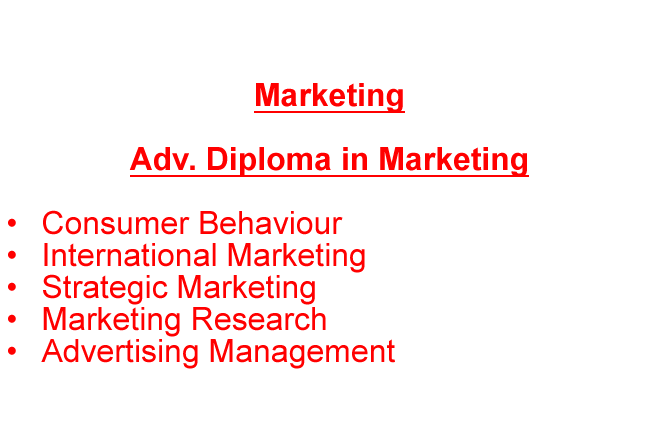 Marketing
Adv. Diploma in Marketing
• Consumer Behaviour
• International Marketing
• Strategic Marketing
• Marketing Research
• Advertising Management